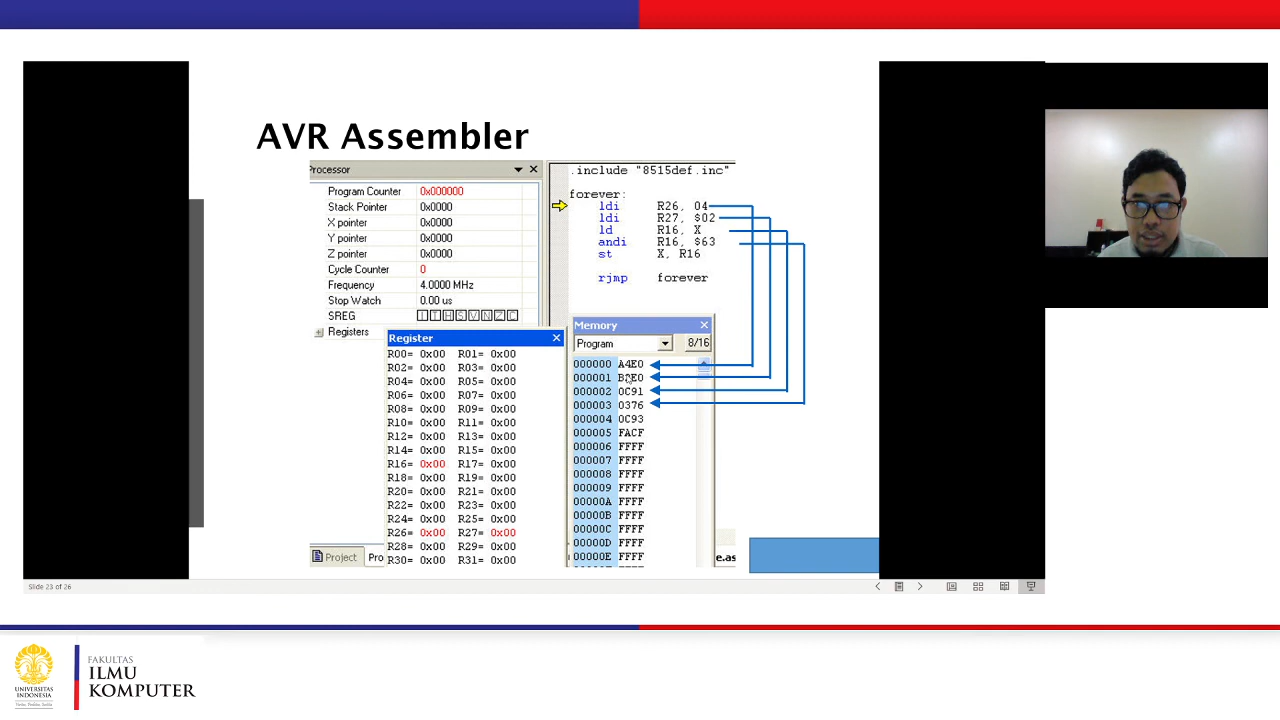 AVR Assembler
Processor
Program Counter 0x000000
Stack Pointer 0x0000
X pointer 0x0000
Y pointer 0x0000
Z pointer 0x0000
Cycle Counter 0
Frequency 4.0000 MHz
Stop Watch 0.00 us
SREG I T H S V N Z C
Registers
.include "8515def.inc"
forever:
ldi R26, 04
ldi R27, $02
ld R16, X
andi R16, $63
st X, R16
rjmp forever
Register
R00= 0x00 R01= 0x00
R02= 0x00 R03= 0x00
R04= 0x00 R05= 0x00
R06= 0x00 R07= 0x00
R08= 0x00 R09= 0x00
R10= 0x00 R11= 0x00
R12= 0x00 R13= 0x00
R14= 0x00 R15= 0x00
R16= 0x00 R17= 0x00
R18= 0x00 R19= 0x00
R20= 0x00 R21= 0x00
R22= 0x00 R23= 0x00
R24= 0x00 R25= 0x00
R26= 0x00 R27= 0x00
R28= 0x00 R29= 0x00
R30= 0x00 R31= 0x00
Memory
Program 8/16
000000 A4E0
000001
000002 0C91
000003 0376
000004 0C93
000005 FACF
000006 FFFF
000007 FFFF
000008 FFFF
000009 FFFF
00000A FFFF
00000B FFFF
00000C FFFF
00000D FFFF
00000E FFFF
Project
Pro
e.as
Slide 23 of 26
UNIVERSITAS
INDONESIA
FAKULTAS
ILMU
KOMPUTER